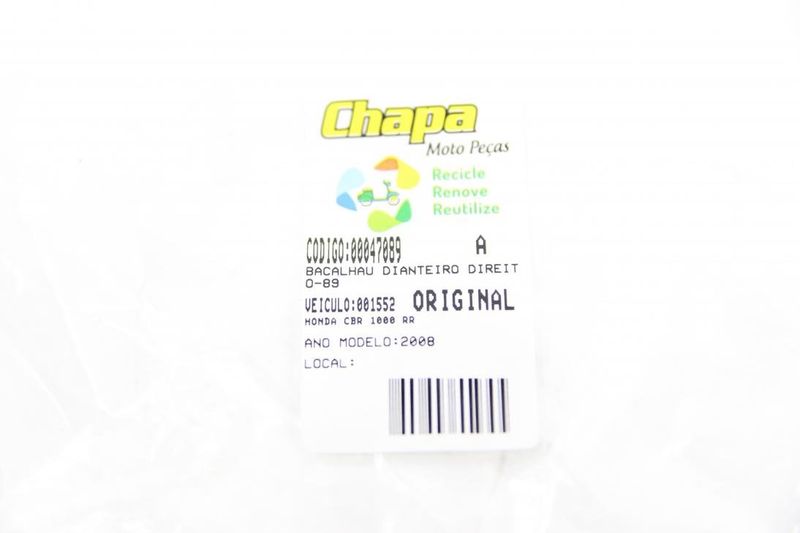 Chapa
Moto Peças
Recicle
Renove
Reutilize
CODIGO:00047089 A
BACALHAU DIANTEIRO DIREIT
O-89
VEICULO:001552 ORIGINAL
HONDA CBR 1000 RR
ANO MODELO:2008
LOCAL: